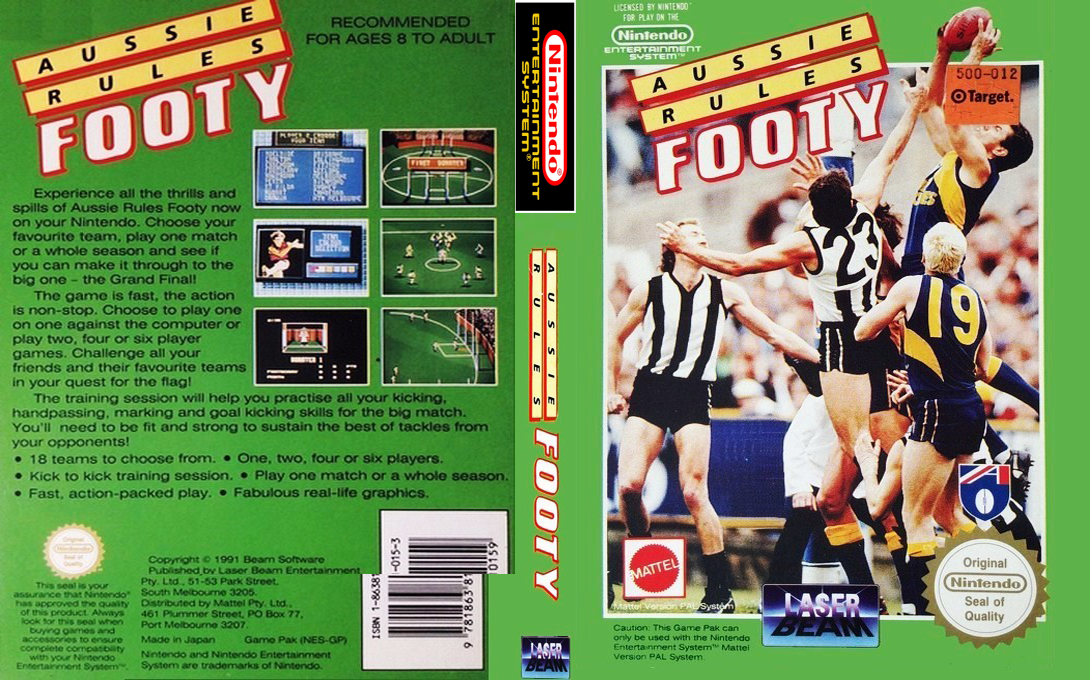 AUSSIE
RULES
FOOTY
RECOMMENDED
FOR AGES 8 TO ADULT
Experience all the thrills and
spills of Aussie Rules Footy now
on your Nintendo. Choose your
favourite team, play one match
or a whole season and see if
you can make it through to the
big one – the Grand Final!
The game is fast, the action
is non-stop. Choose to play one
on one against the computer or
play two, four or six player
games. Challenge all your
friends and their favourite teams
in your quest for the flag!
The training session will help you practise all your kicking,
handpassing, marking and goal kicking skills for the big match.
You'll need to be fit and strong to sustain the best of tackles from
your opponents!
• 18 teams to choose from. • One, two, four or six players.
• Kick to kick training session. • Play one match or a whole season.
• Fast, action-packed play. • Fabulous real-life graphics.
TEAM
COLOUR
SELECTION
FIRST QUARTER
QUARTER 1
Original
Nintendo
Seal of
Quality
This seal is your
assurance that Nintendo®
has approved the quality
of this product. Always
look for this seal when
buying games and
accessories to ensure
complete compatibility
with your Nintendo
Entertainment System™.
Copyright © 1991 Beam Software
Published by Laser Beam Entertainment
Pty. Ltd., 51-53 Park Street,
South Melbourne 3205.
Distributed by Mattel Pty. Ltd.,
461 Plummer Street, PO Box 77,
Port Melbourne 3207.
Made in Japan Game Pak (NES-GP)
Nintendo and Nintendo Entertainment
System are trademarks of Nintendo.
ISBN 1-8638
-015-3
9 781863 8
0159
Nintendo®
ENTERTAINMENT
SYSTEM®
AUSSIE
RULES
FOOTY
LASER
BEAM
LICENSED BY NINTENDO®
FOR PLAY ON THE
Nintendo
ENTERTAINMENT
SYSTEM™
AUSSIE
RULES
FOOTY
500-012
Target.
23
19
MATTEL
Mattel Version PAL System
LASER
BEAM
Original
Nintendo
Seal of
Quality
Caution: This Game Pak can
only be used with the Nintendo
Entertainment System™ Mattel
Version PAL System.